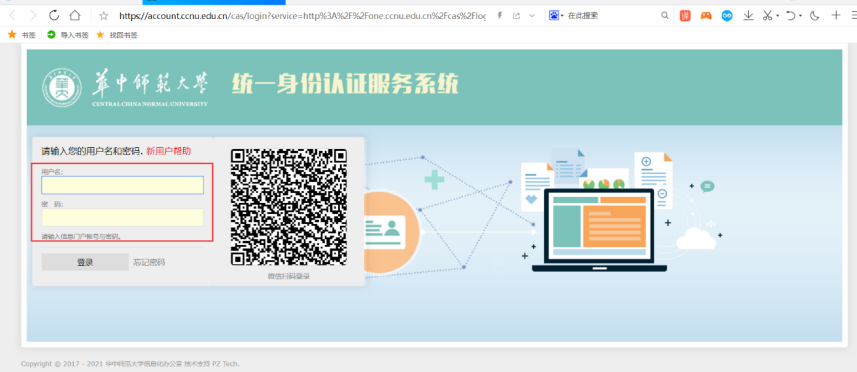 https://account.ccnu.edu.cn/cas/login?service=http%3A%2F%2Fone.ccnu.edu.cn%2Fcas%2Flog
在此搜索
译
书签
导入书签
找回书签
華中師範大學
CENTRAL CHINA NORMAL UNIVERSITY
统一身份认证服务系统
请输入您的用户名和密码. 新用户帮助
用户名:
密 码:
请输入信息门户帐号与密码。
登录
忘记密码
微信扫码登录
Copyright © 2017 - 2021 华中师范大学信息化办公室 技术支持 PZ Tech.